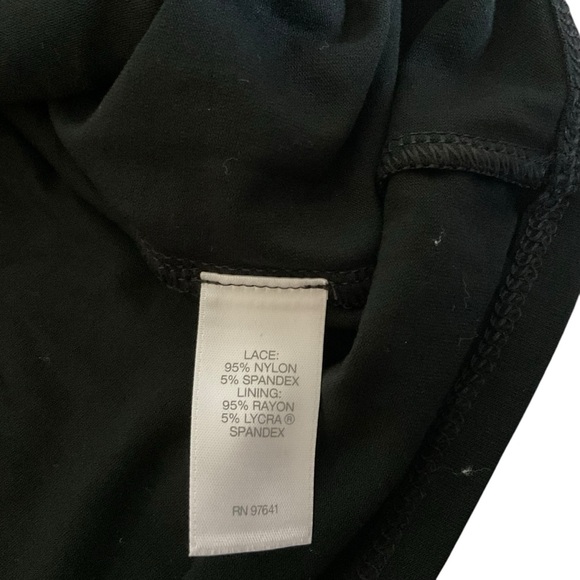 LACE:
95% NYLON
5% SPANDEX
LINING:
95% RAYON
5% LYCRA ®
SPANDEX
RN 97641